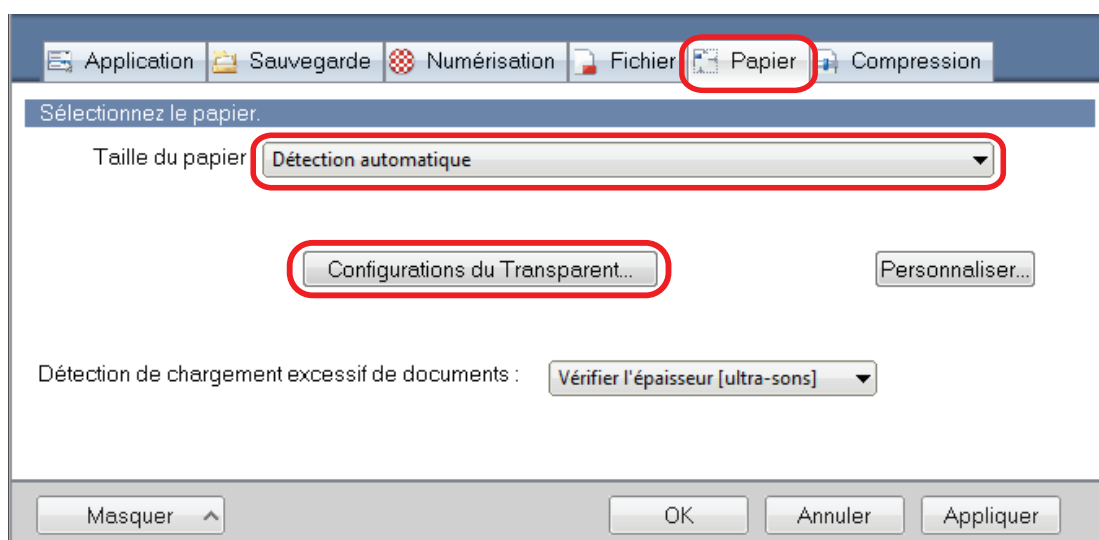 Application Sauvegarde Numérisation Fichier Papier Compression
Sélectionnez le papier.
Taille du papier Détection automatique
Configurations du Transparent... Personnaliser...
Détection de chargement excessif de documents : Vérifier l'épaisseur [ultra-sons]
Masquer OK Annuler Appliquer